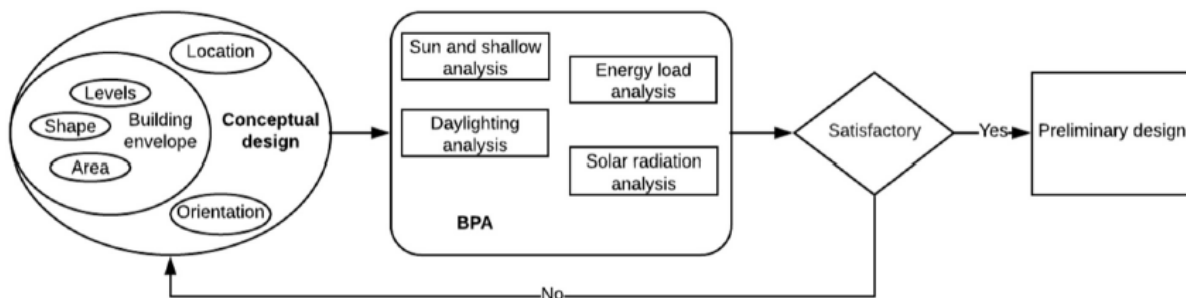 Location
Levels
Shape
Building
envelope
Area
Conceptual
design
Orientation
Sun and shallow
analysis
Energy load
analysis
Daylighting
analysis
Solar radiation
analysis
BPA
Satisfactory
Yes
Preliminary design
No